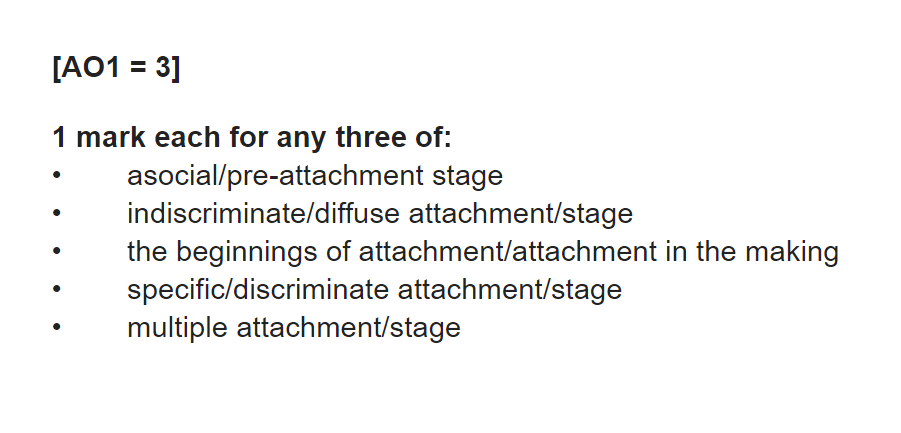 [AO1 = 3]
1 mark each for any three of:
• asocial/pre-attachment stage
• indiscriminate/diffuse attachment/stage
• the beginnings of attachment/attachment in the making
• specific/discriminate attachment/stage
• multiple attachment/stage